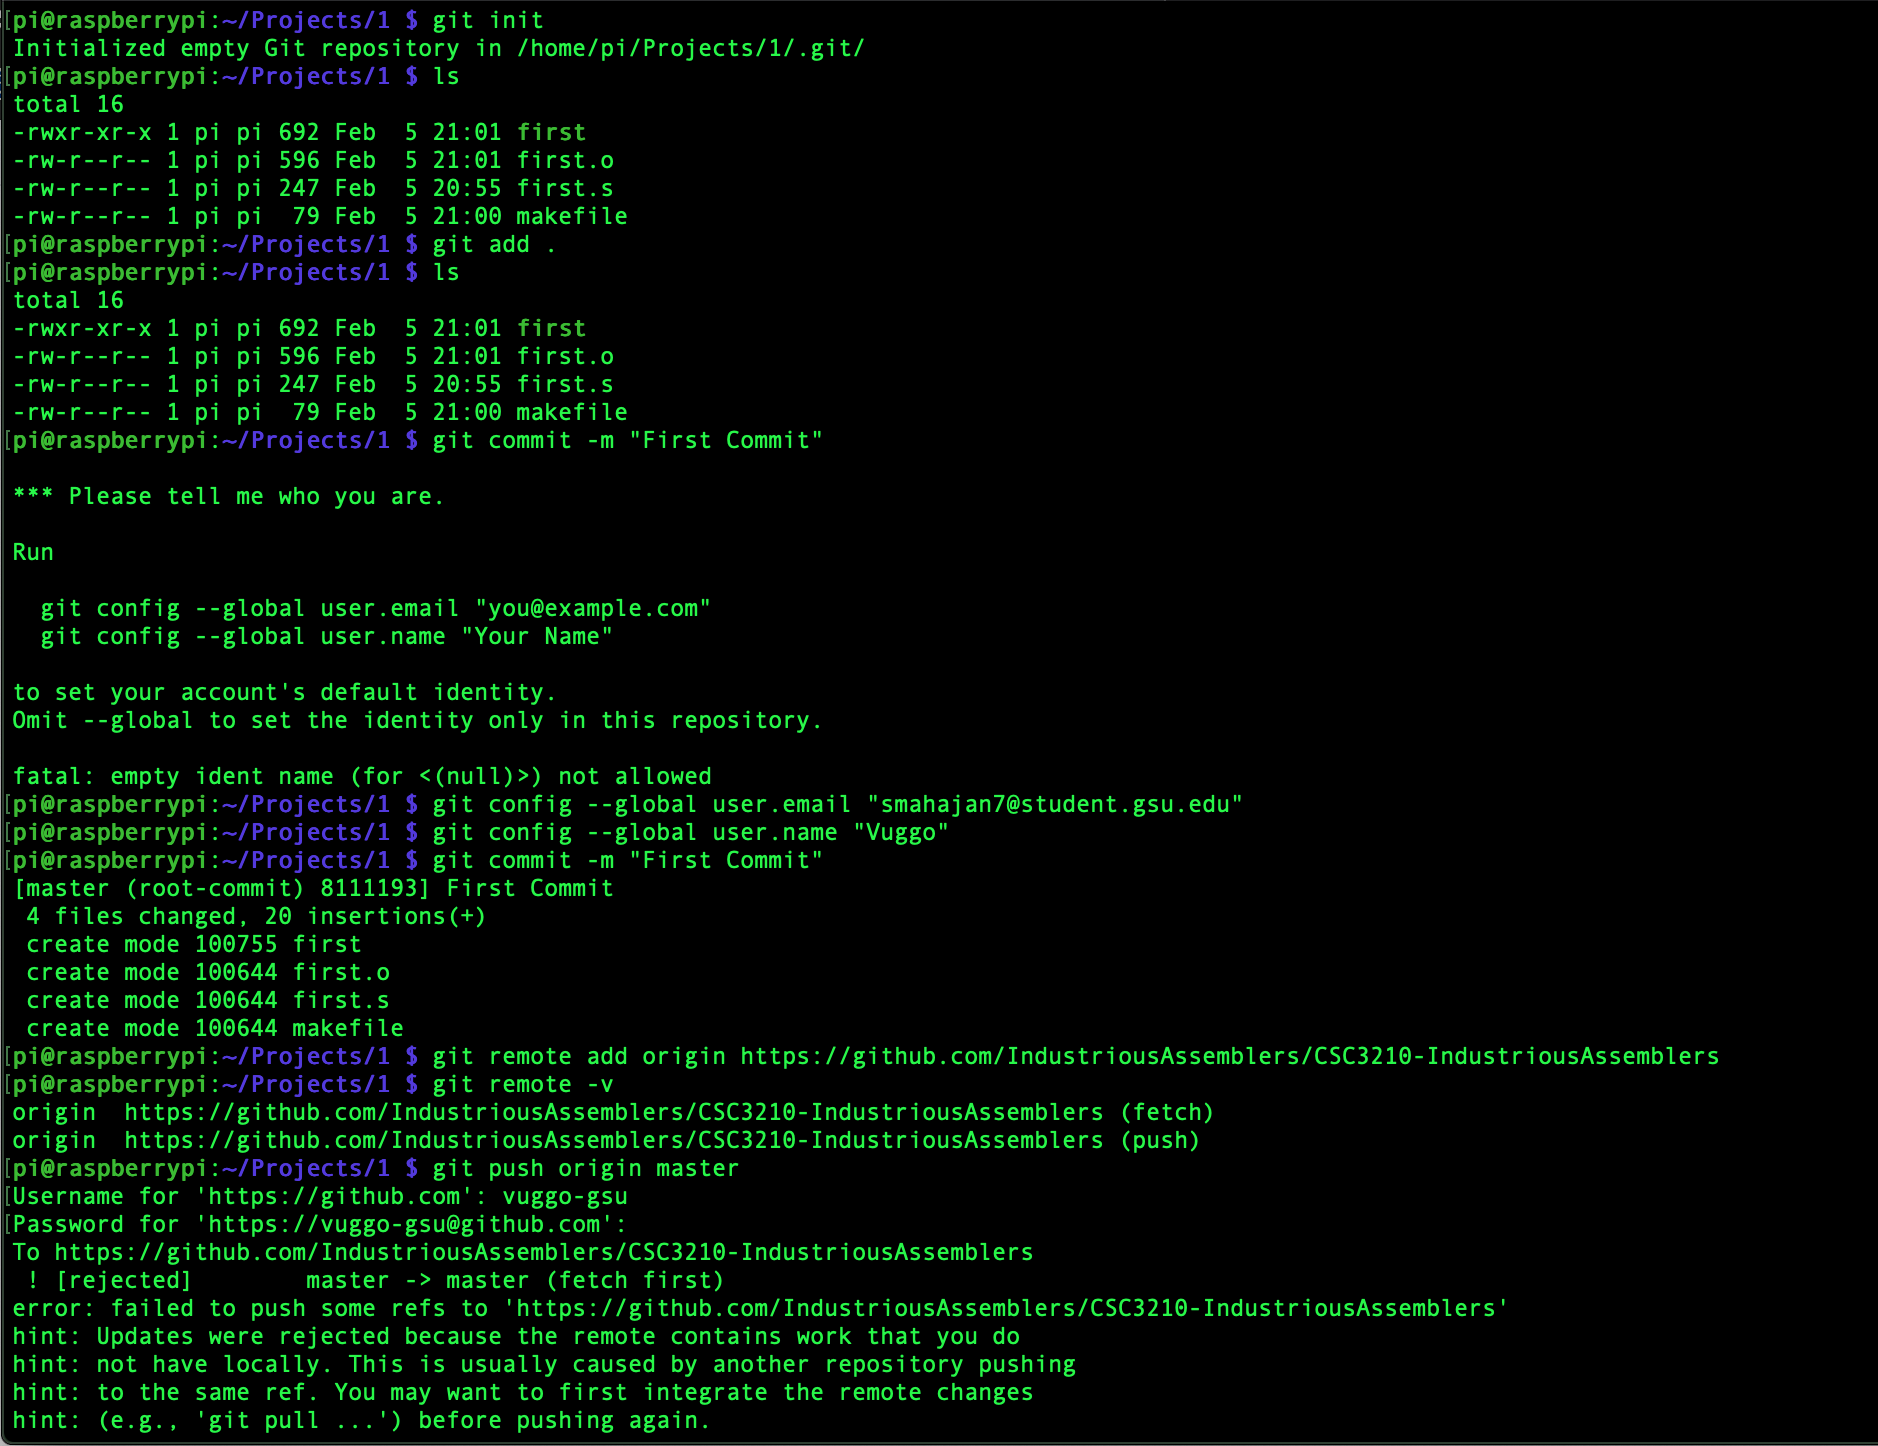 [pi@raspberrypi:~/Projects/1 $ git init
Initialized empty Git repository in /home/pi/Projects/1/.git/
[pi@raspberrypi:~/Projects/1 $ ls
total 16
-rwxr-xr-x 1 pi pi 692 Feb  5 21:01 first
-rw-r--r-- 1 pi pi 596 Feb  5 21:01 first.o
-rw-r--r-- 1 pi pi 247 Feb  5 20:55 first.s
-rw-r--r-- 1 pi pi  79 Feb  5 21:00 makefile
[pi@raspberrypi:~/Projects/1 $ git add .
[pi@raspberrypi:~/Projects/1 $ ls
total 16
-rwxr-xr-x 1 pi pi 692 Feb  5 21:01 first
-rw-r--r-- 1 pi pi 596 Feb  5 21:01 first.o
-rw-r--r-- 1 pi pi 247 Feb  5 20:55 first.s
-rw-r--r-- 1 pi pi  79 Feb  5 21:00 makefile
[pi@raspberrypi:~/Projects/1 $ git commit -m "First Commit"

*** Please tell me who you are.

Run

  git config --global user.email "you@example.com"
  git config --global user.name "Your Name"

to set your account's default identity.
Omit --global to set the identity only in this repository.

fatal: empty ident name (for <(null)>) not allowed
[pi@raspberrypi:~/Projects/1 $ git config --global user.email "smahajan7@student.gsu.edu"
[pi@raspberrypi:~/Projects/1 $ git config --global user.name "Vuggo"
[pi@raspberrypi:~/Projects/1 $ git commit -m "First Commit"
[master (root-commit) 8111193] First Commit
 4 files changed, 20 insertions(+)
 create mode 100755 first
 create mode 100644 first.o
 create mode 100644 first.s
 create mode 100644 makefile
[pi@raspberrypi:~/Projects/1 $ git remote add origin https://github.com/IndustriousAssemblers/CSC3210-IndustriousAssemblers
[pi@raspberrypi:~/Projects/1 $ git remote -v
origin  https://github.com/IndustriousAssemblers/CSC3210-IndustriousAssemblers (fetch)
origin  https://github.com/IndustriousAssemblers/CSC3210-IndustriousAssemblers (push)
[pi@raspberrypi:~/Projects/1 $ git push origin master
[Username for 'https://github.com': vuggo-gsu
[Password for 'https://vuggo-gsu@github.com':
To https://github.com/IndustriousAssemblers/CSC3210-IndustriousAssemblers
 ! [rejected]        master -> master (fetch first)
error: failed to push some refs to 'https://github.com/IndustriousAssemblers/CSC3210-IndustriousAssemblers'
hint: Updates were rejected because the remote contains work that you do
hint: not have locally. This is usually caused by another repository pushing
hint: to the same ref. You may want to first integrate the remote changes
hint: (e.g., 'git pull ...') before pushing again.